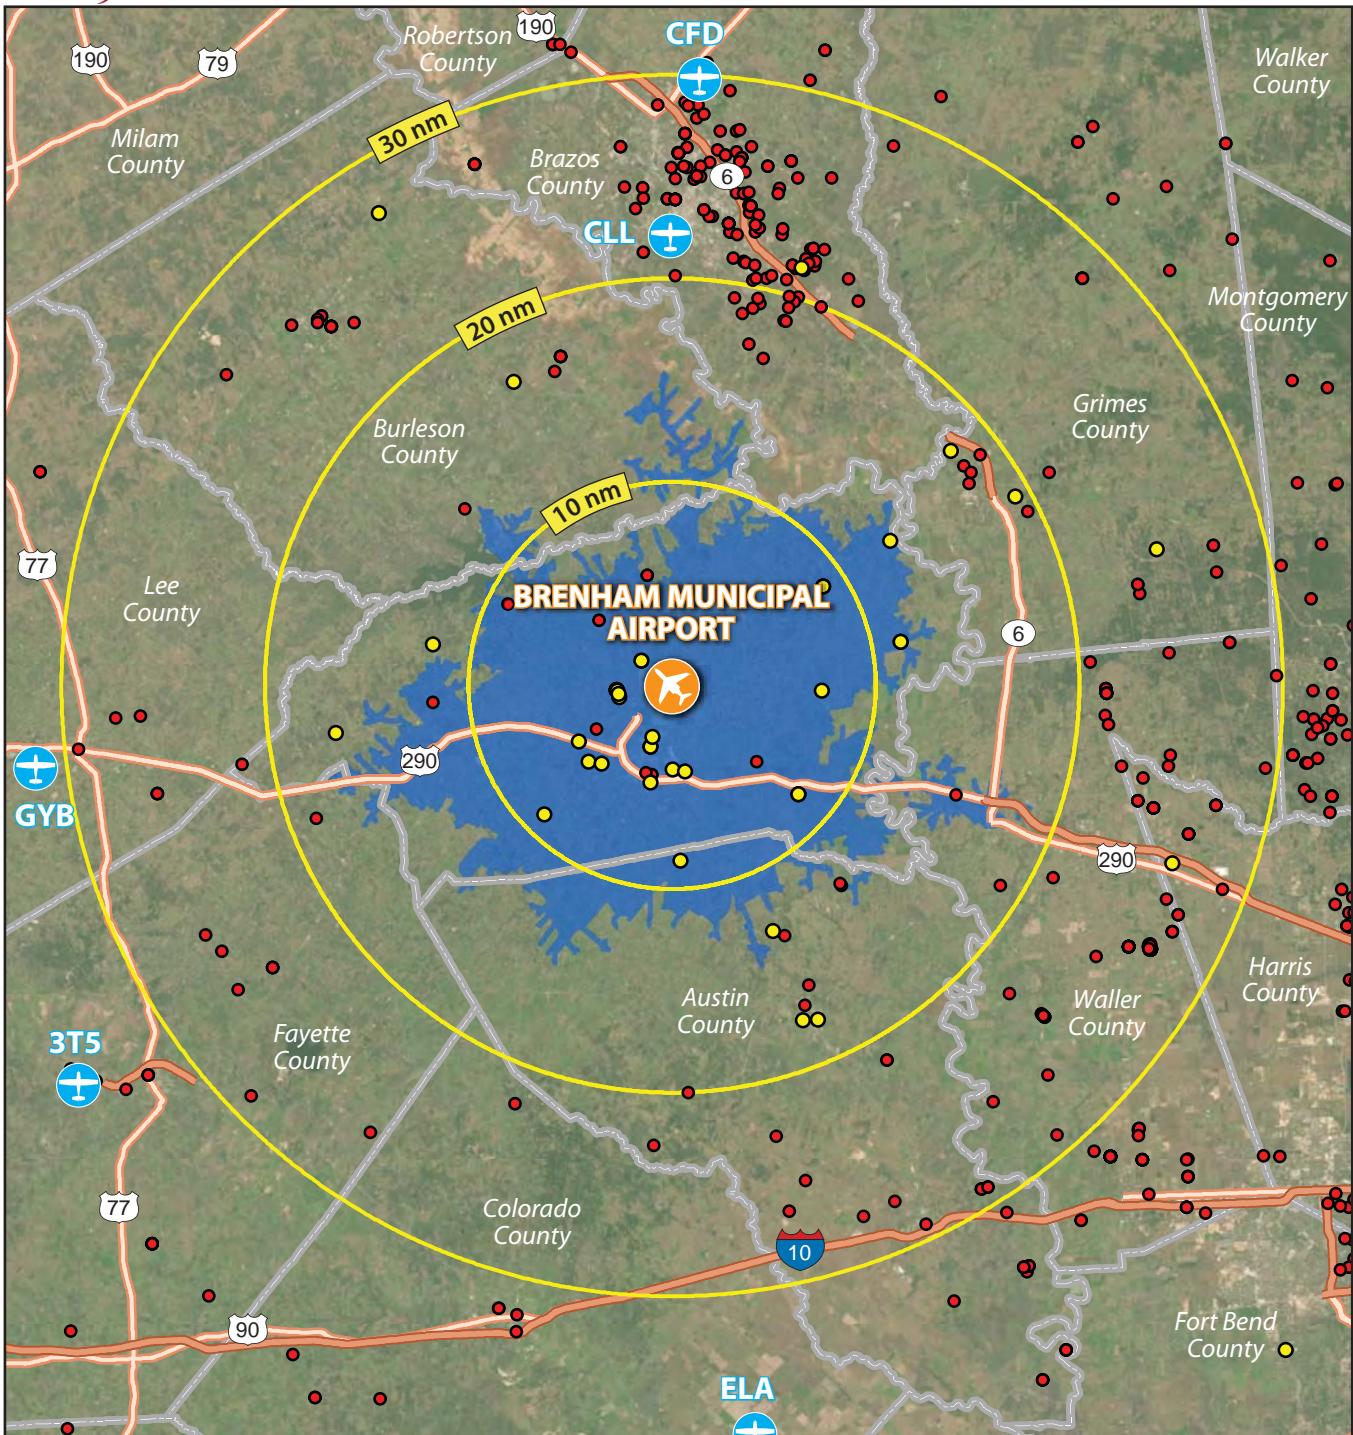 190
CFD
Robertson
County
190
79
Walker
County
30 nm
Milam
County
Brazos
County
6
CLL
20 nm
Montgomery
County
Grimes
County
Burleson
County
10 nm
77
Lee
County
BRENHAM MUNICIPAL
AIRPORT
6
290
GYB
290
Harris
County
Austin
County
Waller
County
3T5
Fayette
County
77
Colorado
County
10
90
Fort Bend
County
ELA